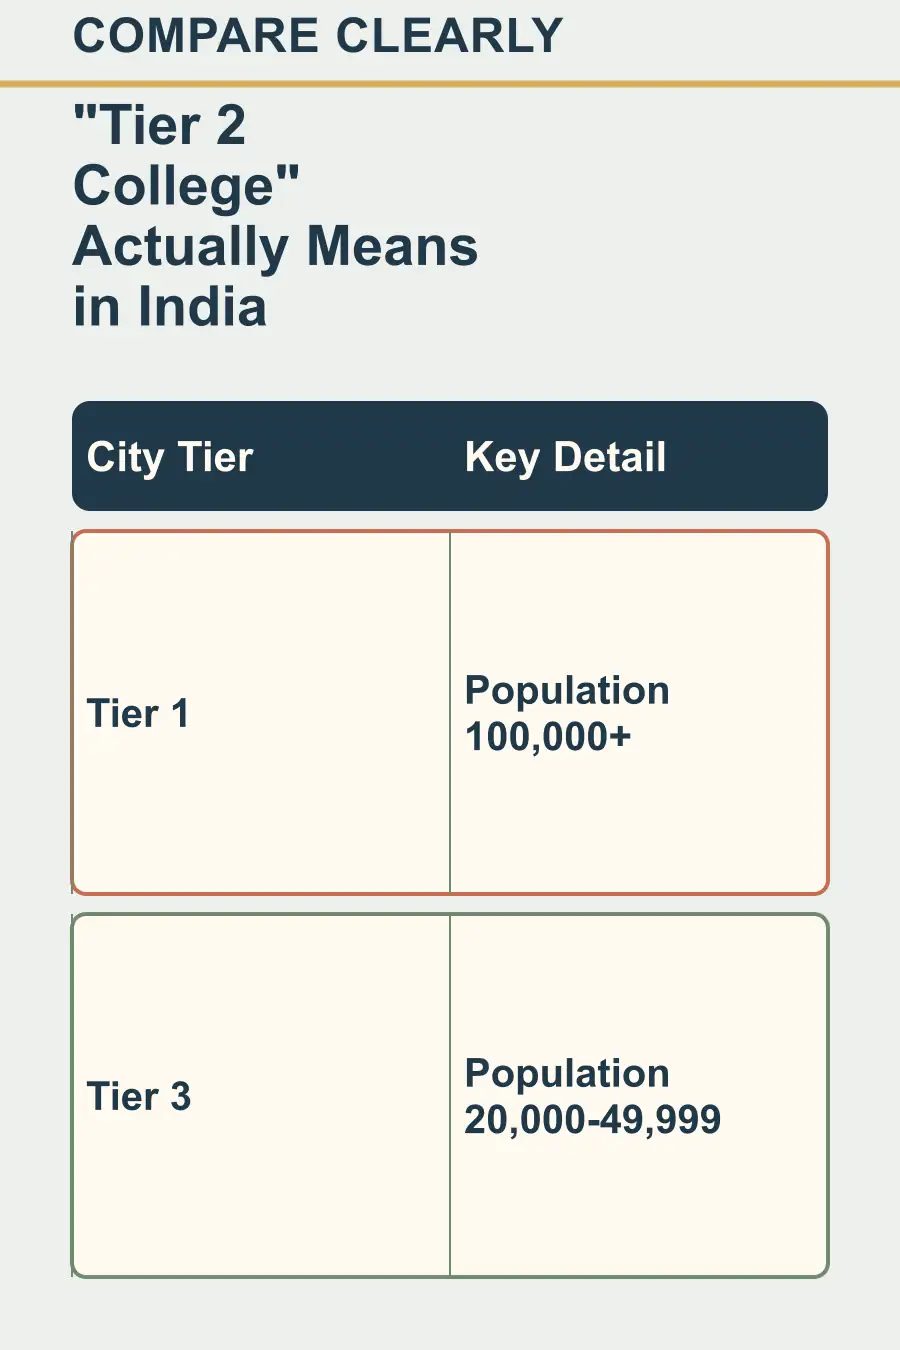 COMPARE CLEARLY
"Tier 2
College"
Actually Means
in India
City Tier
Key Detail
Tier 1
Population
100,000+
Tier 3
Population
20,000-49,999